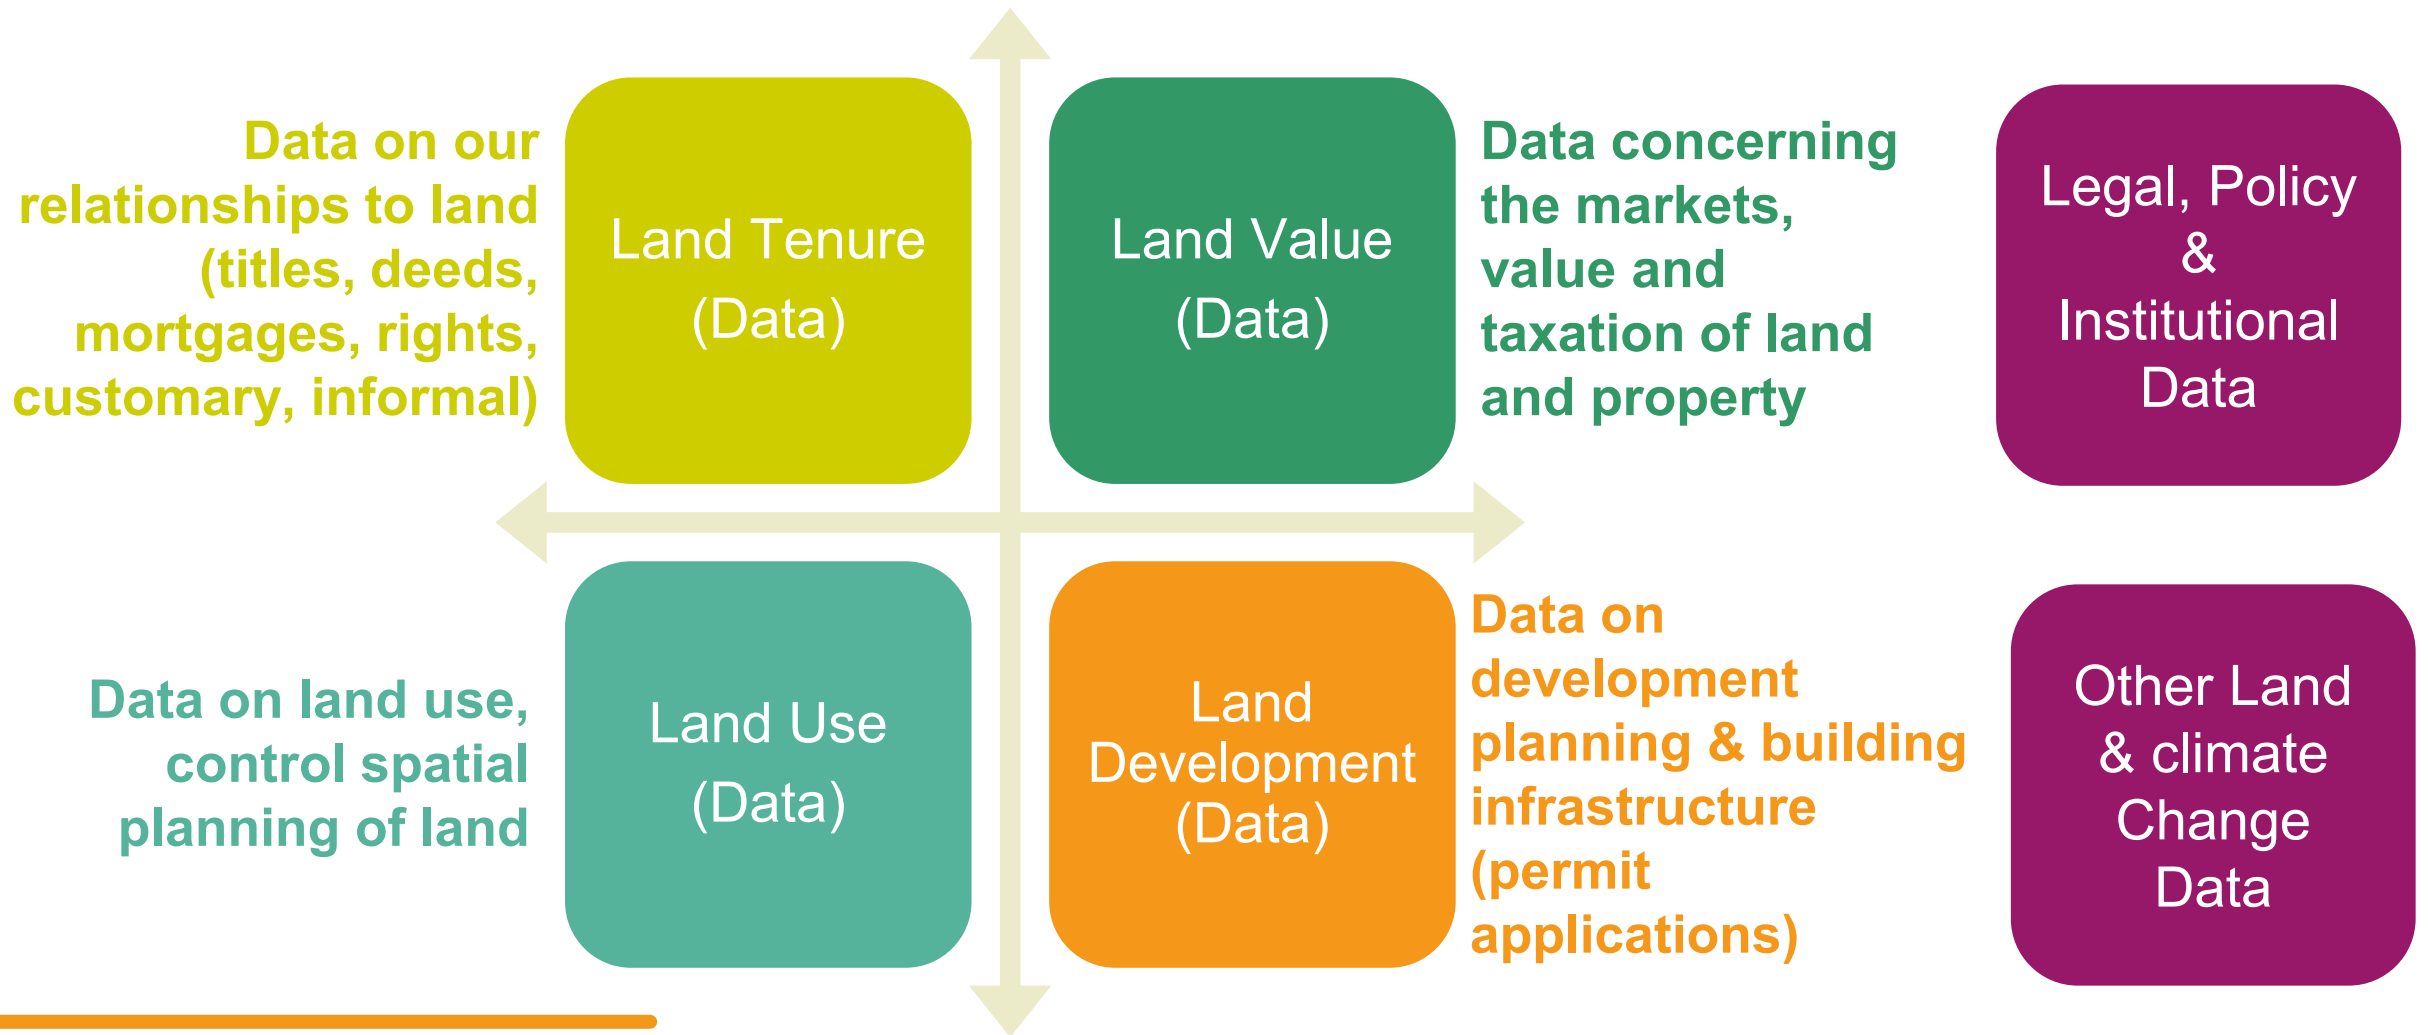 Data on our
relationships to land
(titles, deeds,
mortgages, rights,
customary, informal)
Land Tenure
(Data)
Land Value
(Data)
Data concerning
the markets,
value and
taxation of land
and property
Legal, Policy
&
Institutional
Data
Data on land use,
control spatial
planning of land
Land Use
(Data)
Land
Development
(Data)
Data on
development
planning & building
infrastructure
(permit
applications)
Other Land
& climate
Change
Data